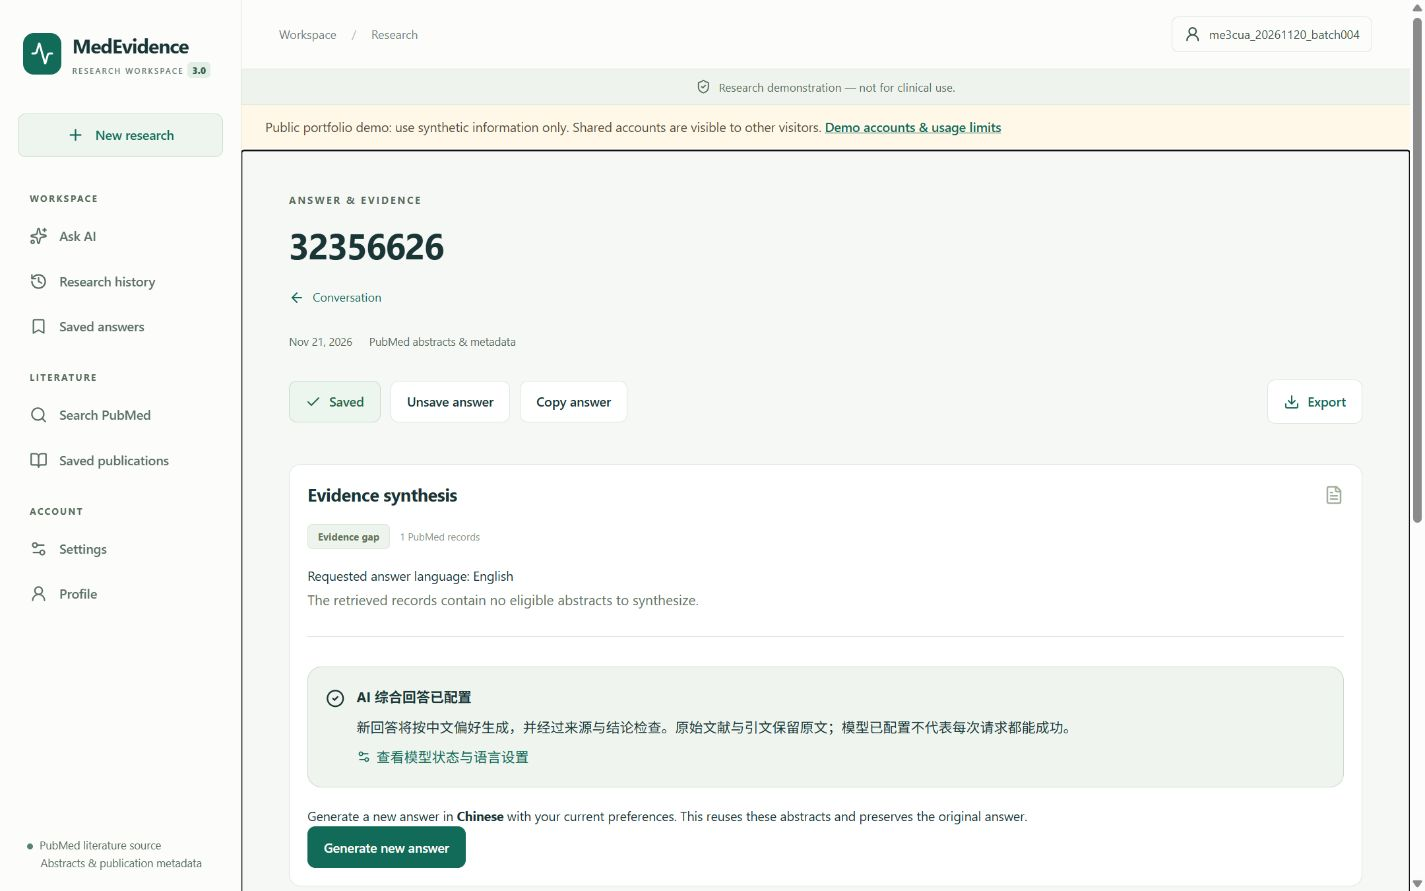 MedEvidence
RESEARCH WORKSPACE 3.0
New research
WORKSPACE
Ask AI
Research history
Saved answers
LITERATURE
Search PubMed
Saved publications
ACCOUNT
Settings
Profile
PubMed literature source
Abstracts & publication metadata
Workspace / Research
me3cua_20261120_batch004
Research demonstration — not for clinical use.
Public portfolio demo: use synthetic information only. Shared accounts are visible to other visitors. Demo accounts & usage limits
ANSWER & EVIDENCE
32356626
Conversation
Nov 21, 2026 PubMed abstracts & metadata
Saved Unsave answer Copy answer Export
Evidence synthesis
Evidence gap 1 PubMed records
Requested answer language: English
The retrieved records contain no eligible abstracts to synthesize.
AI 综合回答已配置
新回答将按中文偏好生成，并经过来源与结论检查。原始文献与引文保留原文；模型已配置不代表每次请求都能成功。
查看模型状态与语言设置
Generate a new answer in Chinese with your current preferences. This reuses these abstracts and preserves the original answer.
Generate new answer